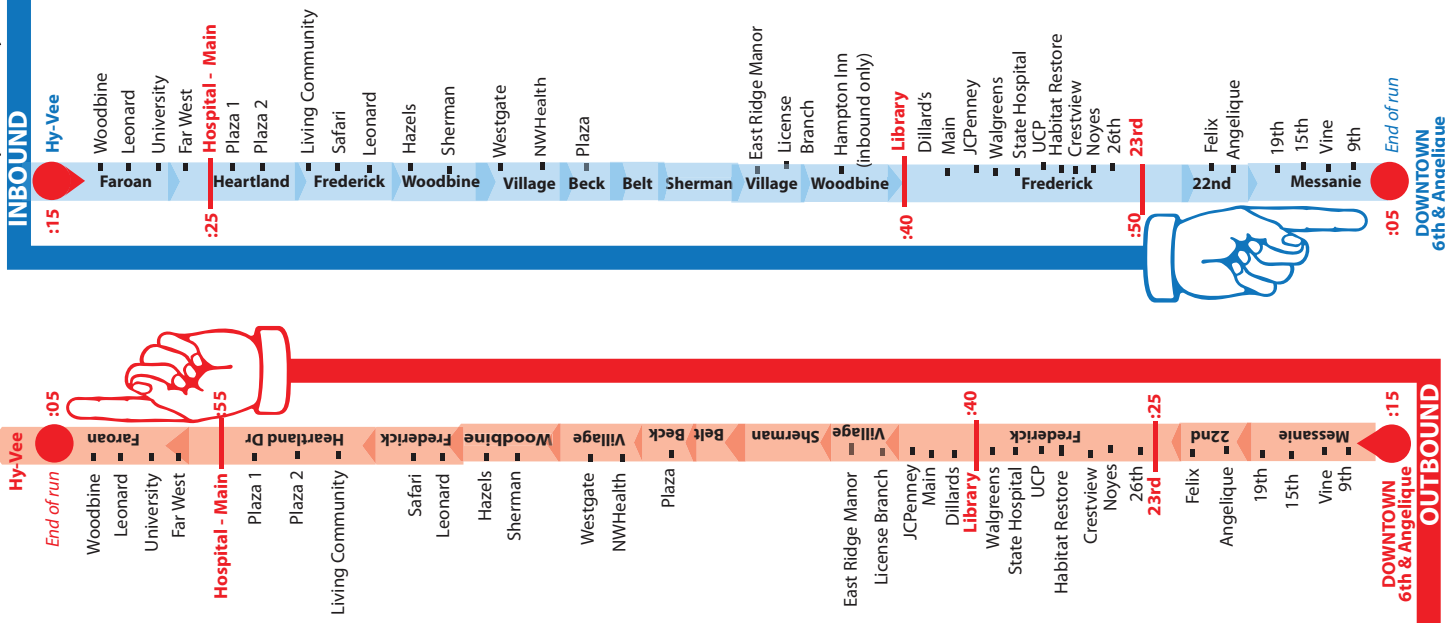 INBOUND
Hy-Vee
:15
Woodbine
Leonard
University
Far West
Hospital - Main
:25
Plaza 1
Plaza 2
Living Community
Safari
Leonard
Hazels
Sherman
Westgate
NWHealth
Plaza
East Ridge Manor
License
Branch
Hampton Inn
(inbound only)
Library
:40
Dillard's
Main
JCPenney
Walgreens
State Hospital
UCP
Habitat Restore
Crestview
Noyes
26th
23rd
:50
Felix
Angelique
19th
15th
Vine
9th
End of run
:05
DOWNTOWN
6th & Angelique
Faroan
Heartland
Frederick
Woodbine
Village
Beck
Belt
Sherman
Village
Woodbine
Frederick
22nd
Messanie
OUTBOUND
DOWNTOWN
6th & Angelique
:15
9th
Vine
15th
19th
Angelique
Felix
23rd
:25
26th
Noyes
Crestview
Habitat Restore
UCP
State Hospital
Walgreens
Library
:40
Dillards
Main
JCPenney
License Branch
East Ridge Manor
Plaza
NWHealth
Westgate
Sherman
Hazels
Leonard
Safari
Living Community
Plaza 2
Plaza 1
Hospital - Main
:55
Far West
University
Leonard
Woodbine
End of run
:05
Hy-Vee
Messanie
22nd
Frederick
Village
Sherman
Belt
Beck
Village
Woodbine
Frederick
Heartland Dr
Faroan